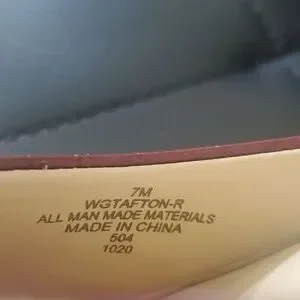 7M
WGTAFTON-R
ALL MAN MADE MATERIALS
MADE IN CHINA
504
1020